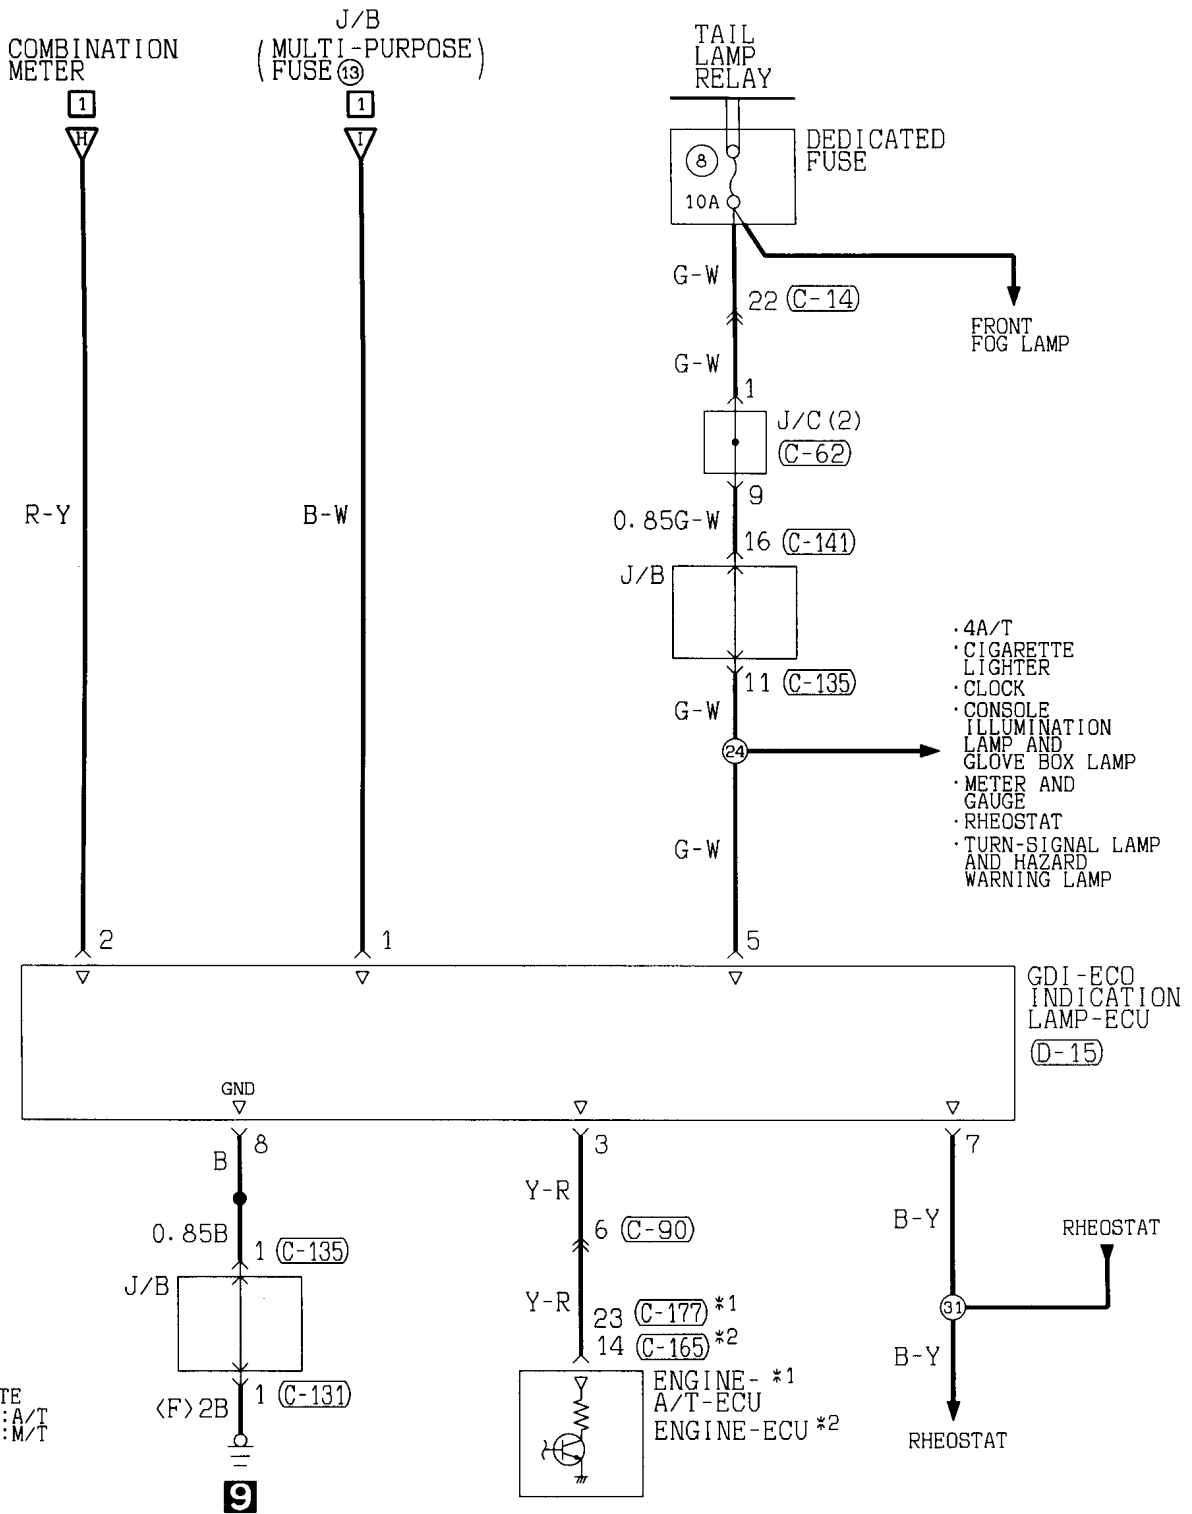 COMBINATION
METER
1
H
J/B
(MULTI-PURPOSE)
FUSE ⑬
1
I
TAIL
LAMP
RELAY
DEDICATED
FUSE
8
10A
G-W
22 (C-14)
FRONT
FOG LAMP
G-W
1
J/C(2)
(C-62)
9
R-Y
B-W
0.85G-W
16 (C-141)
J/B
11 (C-135)
G-W
24
·4A/T
·CIGARETTE
LIGHTER
·CLOCK
·CONSOLE
ILLUMINATION
LAMP AND
GLOVE BOX LAMP
·METER AND
GAUGE
·RHEOSTAT
·TURN-SIGNAL LAMP
AND HAZARD
WARNING LAMP
G-W
2
1
5
GDI-ECO
INDICATION
LAMP-ECU
(D-15)
GND
8
3
7
B
0.85B
1 (C-135)
J/B
1 (C-131)
<F>2B
9
Y-R
6 (C-90)
Y-R
23 (C-177)*1
14 (C-165)*2
ENGINE- *1
A/T-ECU
ENGINE-ECU*2
B-Y
RHEOSTAT
31
B-Y
RHEOSTAT
TE
:A/T
:M/T